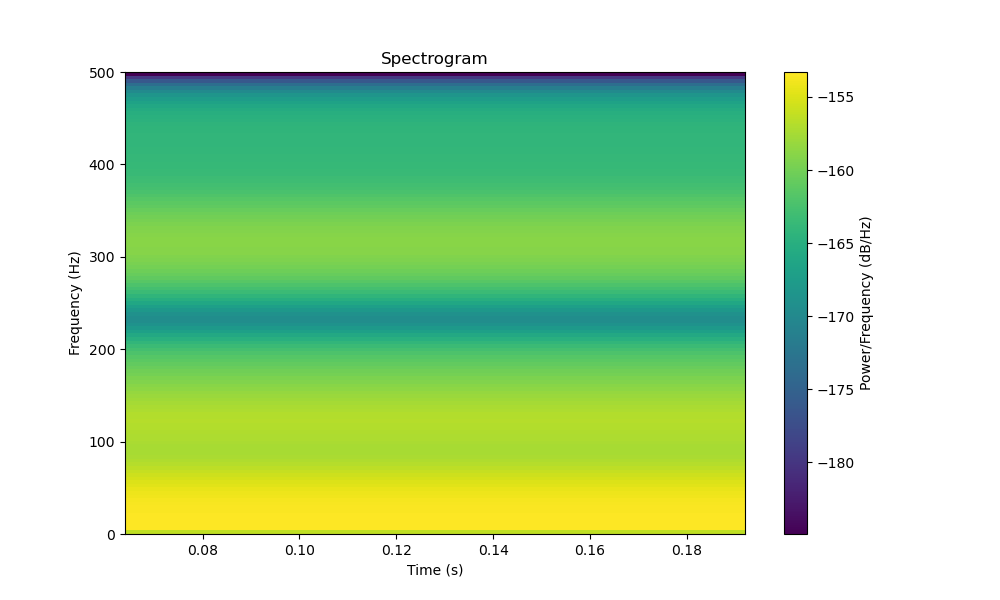 Spectrogram
500
400
300
200
100
0
Frequency (Hz)
0.08 0.10 0.12 0.14 0.16 0.18
Time (s)
−155
−160
−165
−170
−175
−180
Power/Frequency (dB/Hz)